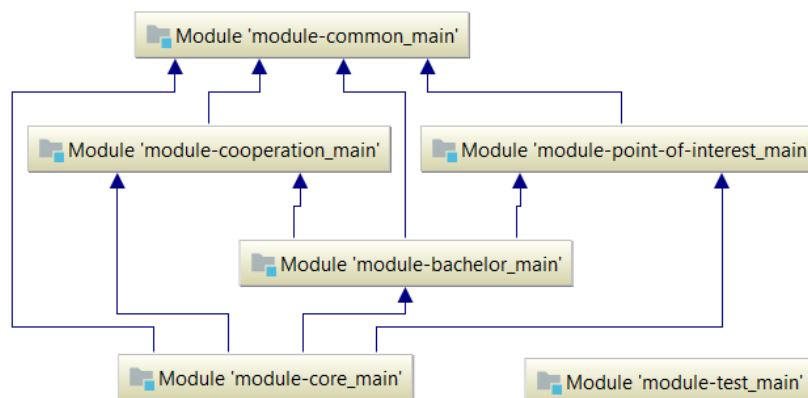 Module 'module-common_main'
Module 'module-cooperation_main'
Module 'module-point-of-interest_main
Module 'module-bachelor_main'
Module 'module-core_main'
Module 'module-test_main'